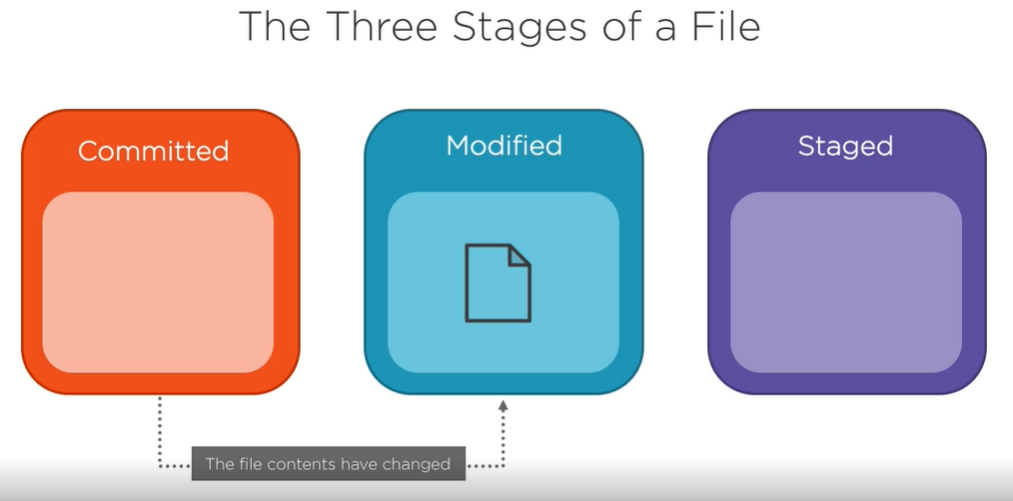 The Three Stages of a File
Committed
Modified
Staged
The file contents have changed